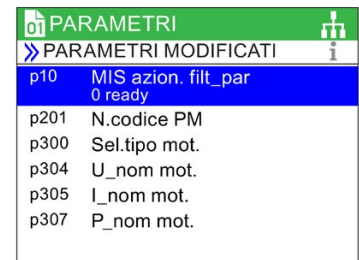 01 PARAMETRI
PARAMETRI MODIFICATI i
p10 MIS azion. filt_par
0 ready
p201 N.codice PM
p300 Sel.tipo mot.
p304 U_nom mot.
p305 I_nom mot.
p307 P_nom mot.